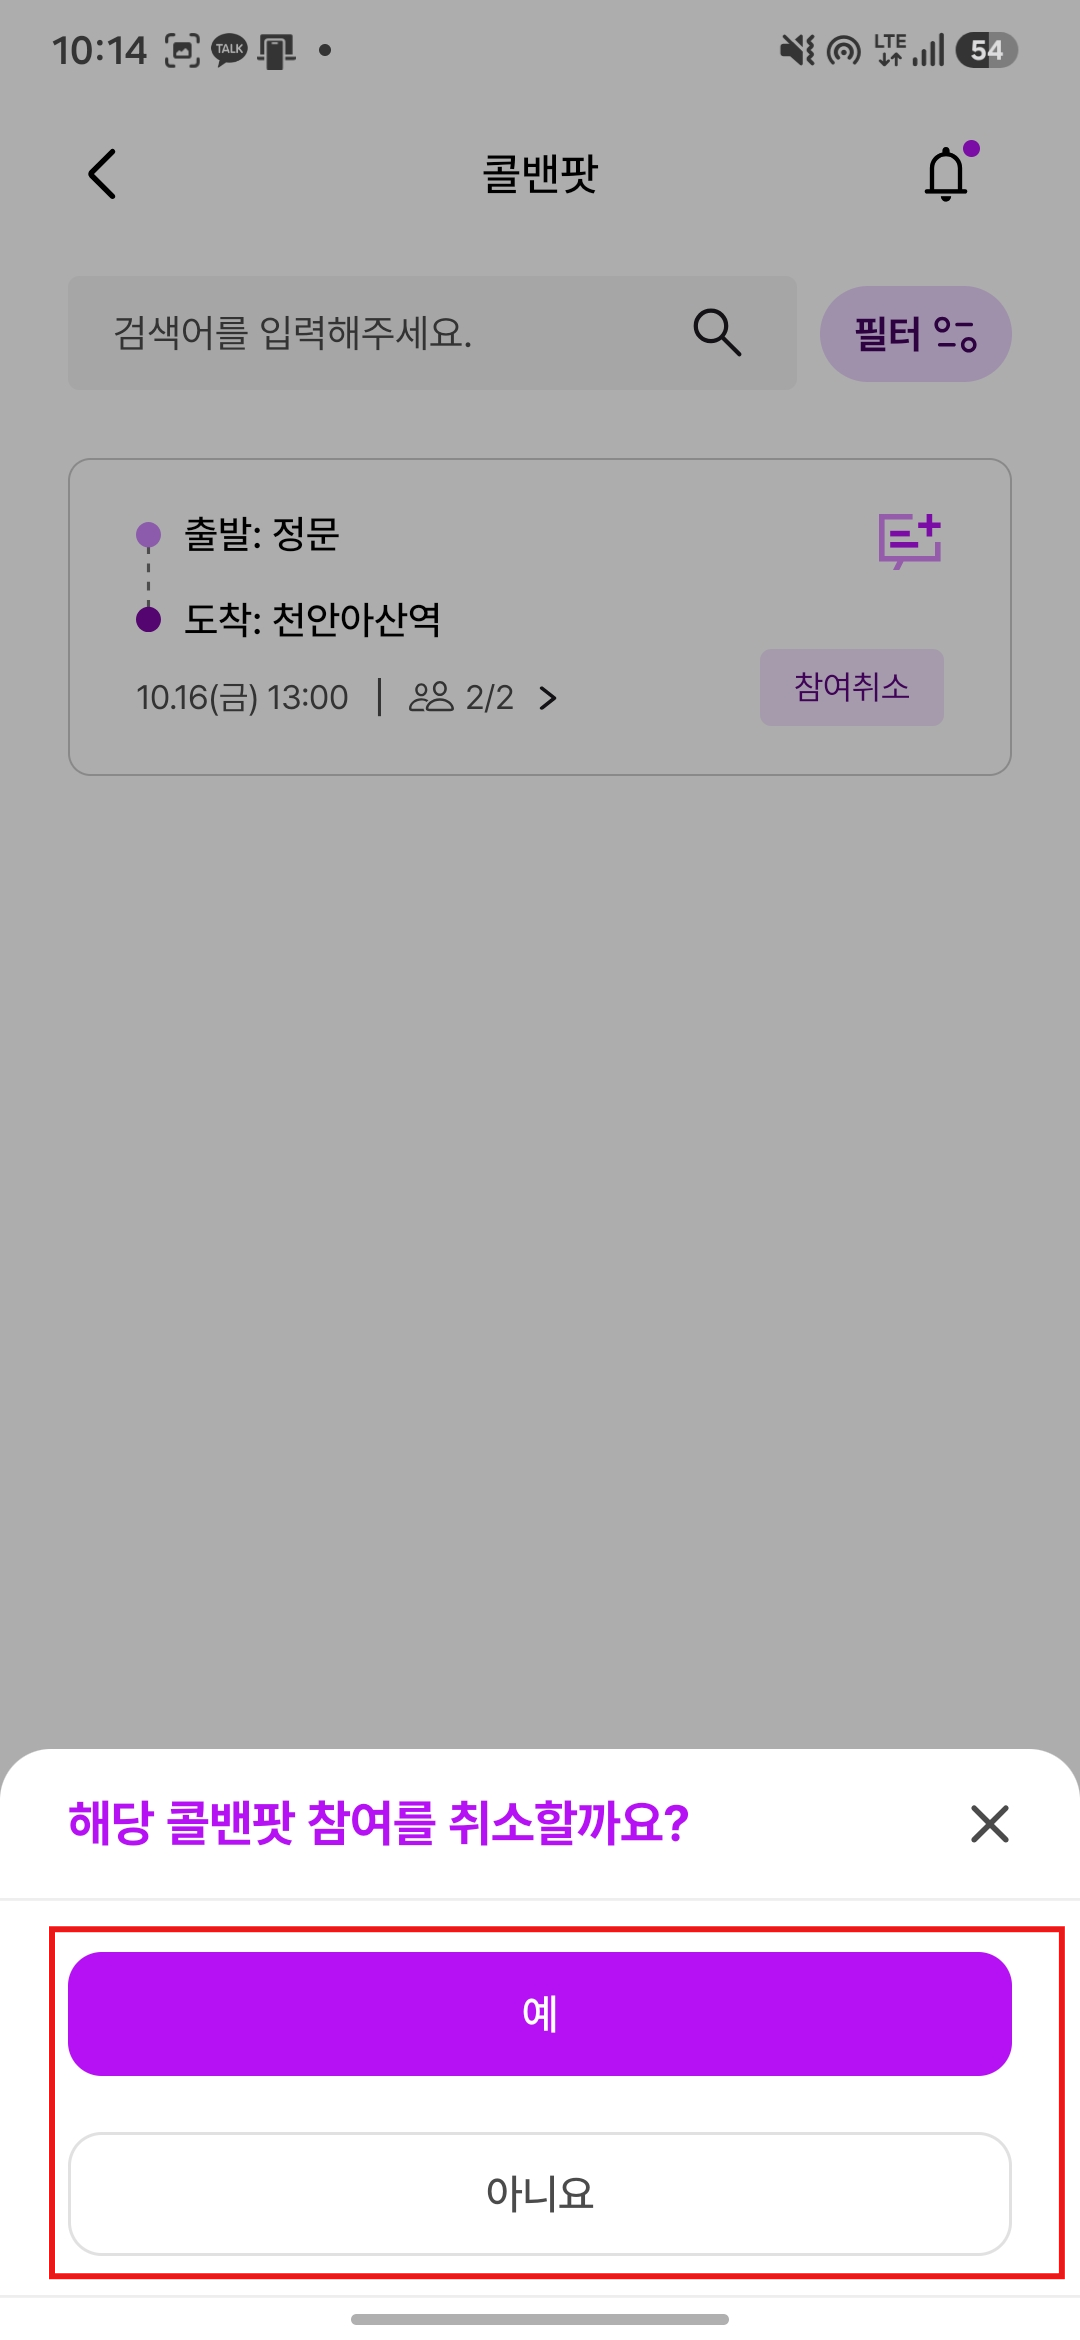 10:14 TALK LTE 54
콜밴팟
검색어를 입력해주세요.
필터
출발: 정문
도착: 천안아산역
10.16(금) 13:00 2/2
참여취소
해당 콜밴팟 참여를 취소할까요?
예
아니요